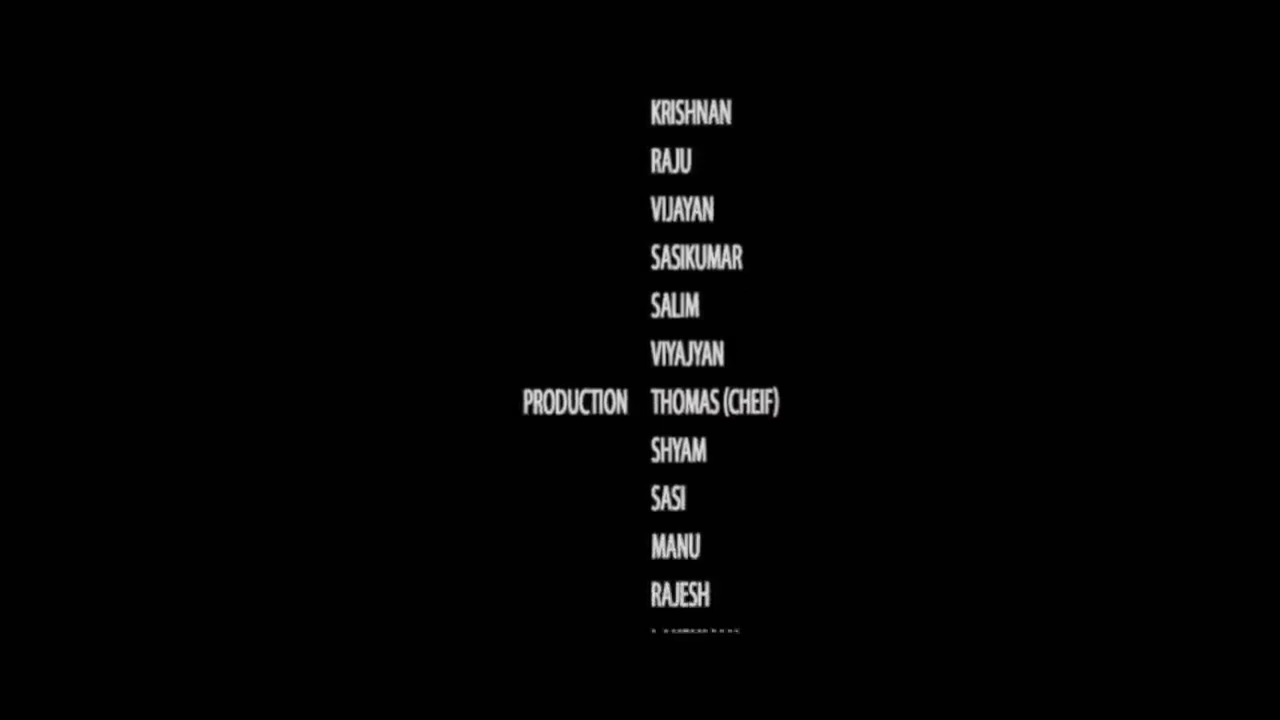 KRISHNAN
RAJU
VIJAYAN
SASIKUMAR
SALIM
VIYAJYAN
PRODUCTION THOMAS (CHEIF)
SHYAM
SASI
MANU
RAJESH